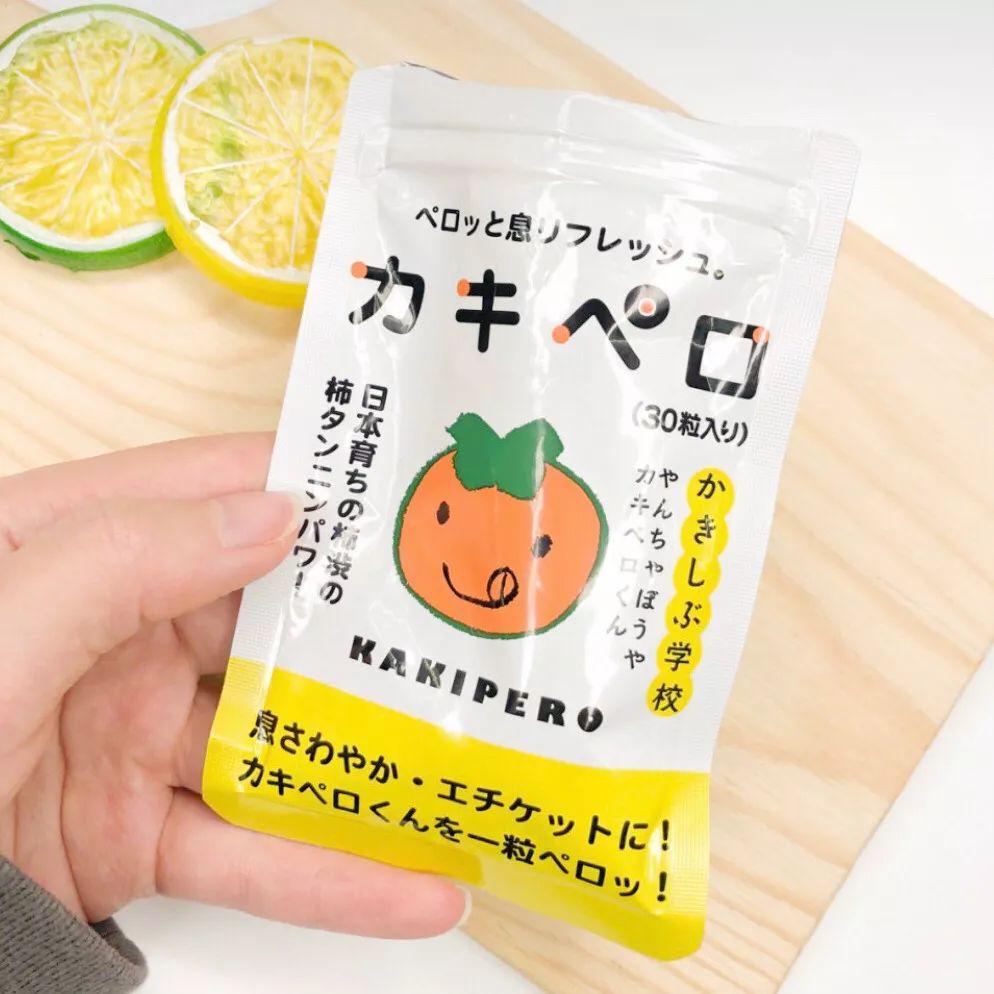 ペロッと息リフレッシュ。
カキペロ
(30粒入り)
日本育ちの柿渋の
柿タンニンパワー!
かきしぶ学校
やんちゃぼうや
カキペロくん
KAKIPERO
息さわやか・エチケットに!
カキペロくんを一粒ペロッ!